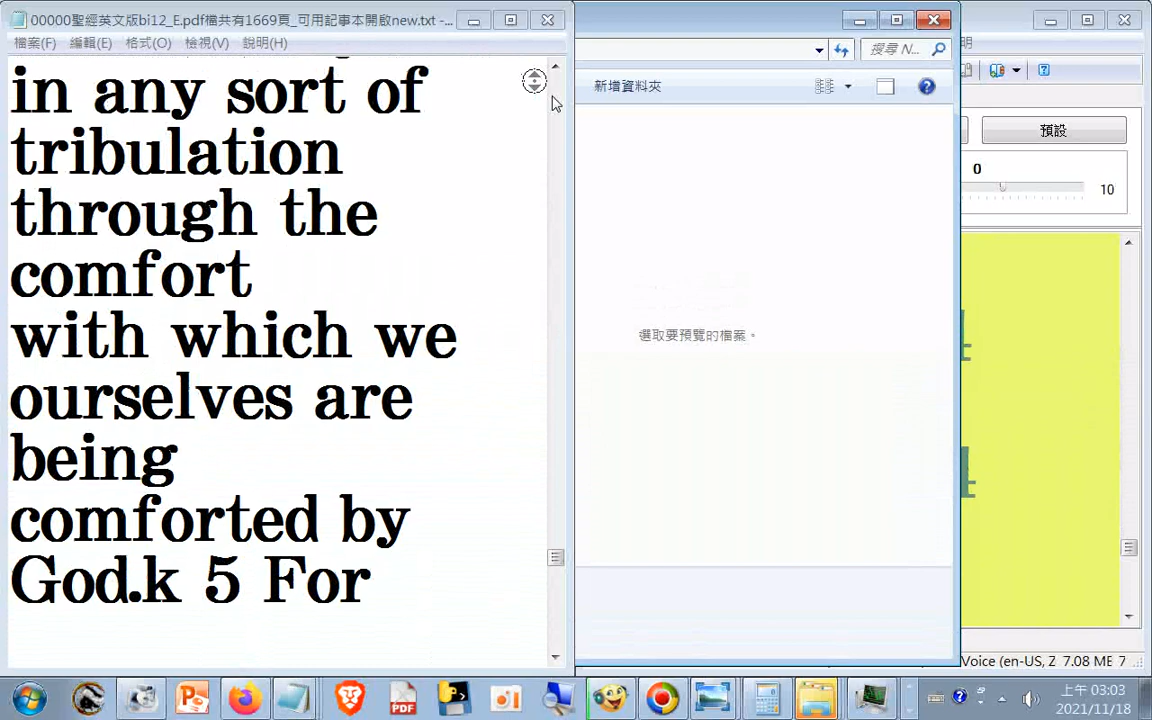 00000聖經英文版bi12_E.pdf檔共有1669頁_可用記事本開啟new.txt -...
檔案(F) 編輯(E) 格式(O) 檢視(V) 說明(H)
in any sort of
tribulation
through the
comfort
with which we
ourselves are
being
comforted by
God.k 5 For
搜尋 N...
新增資料夾
選取要預覽的檔案。
明
預設
0
10
Voice (en-US, Z 7.08 ME 7
PDF
上午 03:03
2021/11/18